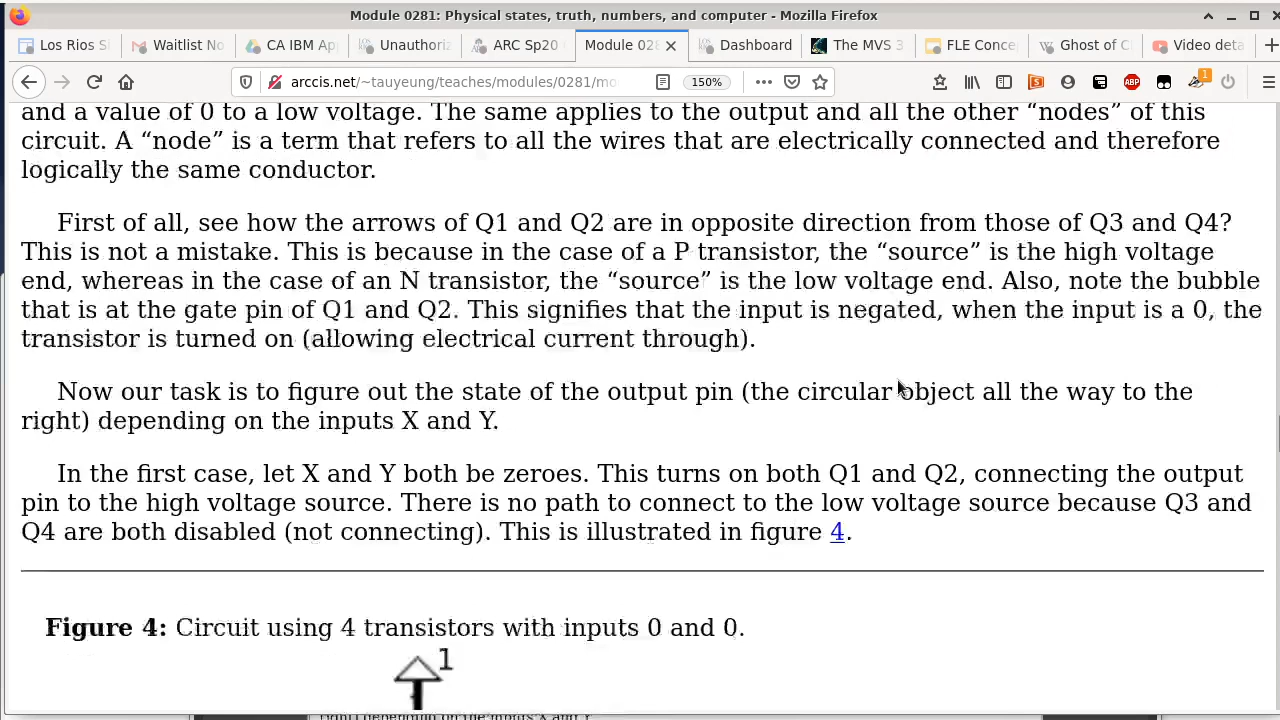 Module 0281: Physical states, truth, numbers, and computer - Mozilla Firefox
Los Rios S
Waitlist No
CA IBM Ap
Unauthoriz
ARC Sp20
Module 028
Dashboard
The MVS 3
FLE Conce
Ghost of C
Video deta
arccis.net/~tauyeung/teaches/modules/0281/mo
150%
ABP
1
and a value of 0 to a low voltage. The same applies to the output and all the other “nodes” of this
circuit. A “node” is a term that refers to all the wires that are electrically connected and therefore
logically the same conductor.
First of all, see how the arrows of Q1 and Q2 are in opposite direction from those of Q3 and Q4?
This is not a mistake. This is because in the case of a P transistor, the “source” is the high voltage
end, whereas in the case of an N transistor, the “source” is the low voltage end. Also, note the bubble
that is at the gate pin of Q1 and Q2. This signifies that the input is negated, when the input is a 0, the
transistor is turned on (allowing electrical current through).
Now our task is to figure out the state of the output pin (the circular object all the way to the
right) depending on the inputs X and Y.
In the first case, let X and Y both be zeroes. This turns on both Q1 and Q2, connecting the output
pin to the high voltage source. There is no path to connect to the low voltage source because Q3 and
Q4 are both disabled (not connecting). This is illustrated in figure 4.
Figure 4: Circuit using 4 transistors with inputs 0 and 0.
1